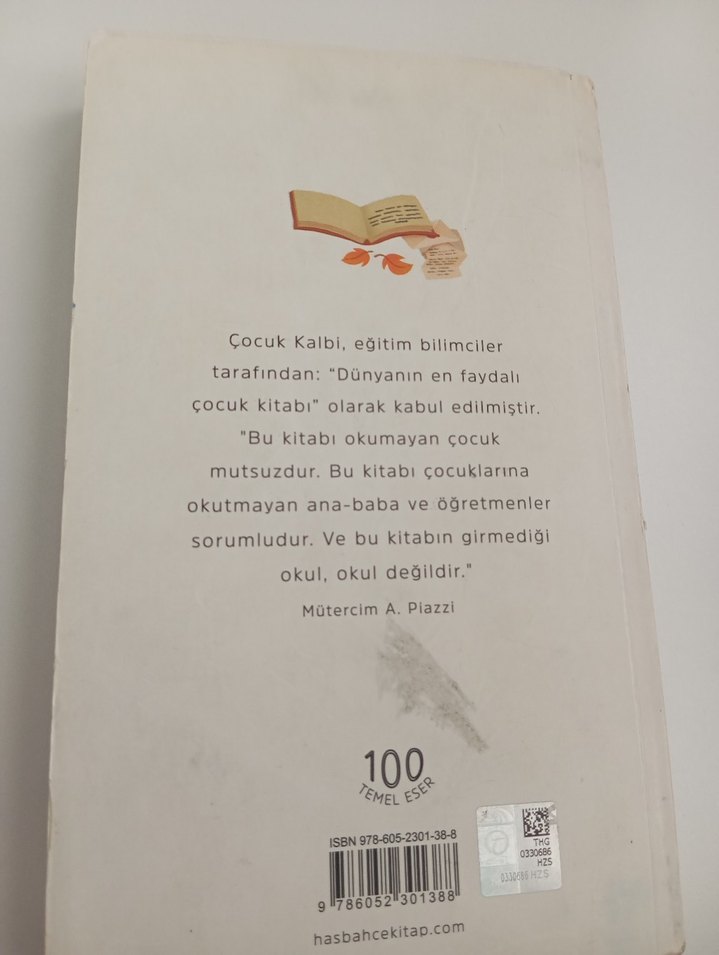 Çocuk Kalbi, eğitim bilimciler
tarafından: “Dünyanın en faydalı
çocuk kitabı” olarak kabul edilmiştir.
"Bu kitabı okumayan çocuk
mutsuzdur. Bu kitabı çocuklarına
okutmayan ana-baba ve öğretmenler
sorumludur. Ve bu kitabın girmediği
okul, okul değildir."
Mütercim A. Piazzi
100
TEMEL ESER
ISBN 978-605-2301-38-8
9 786052 301388
hasbahcekitap.com
THG
0330686
HZS
0330686 HZS